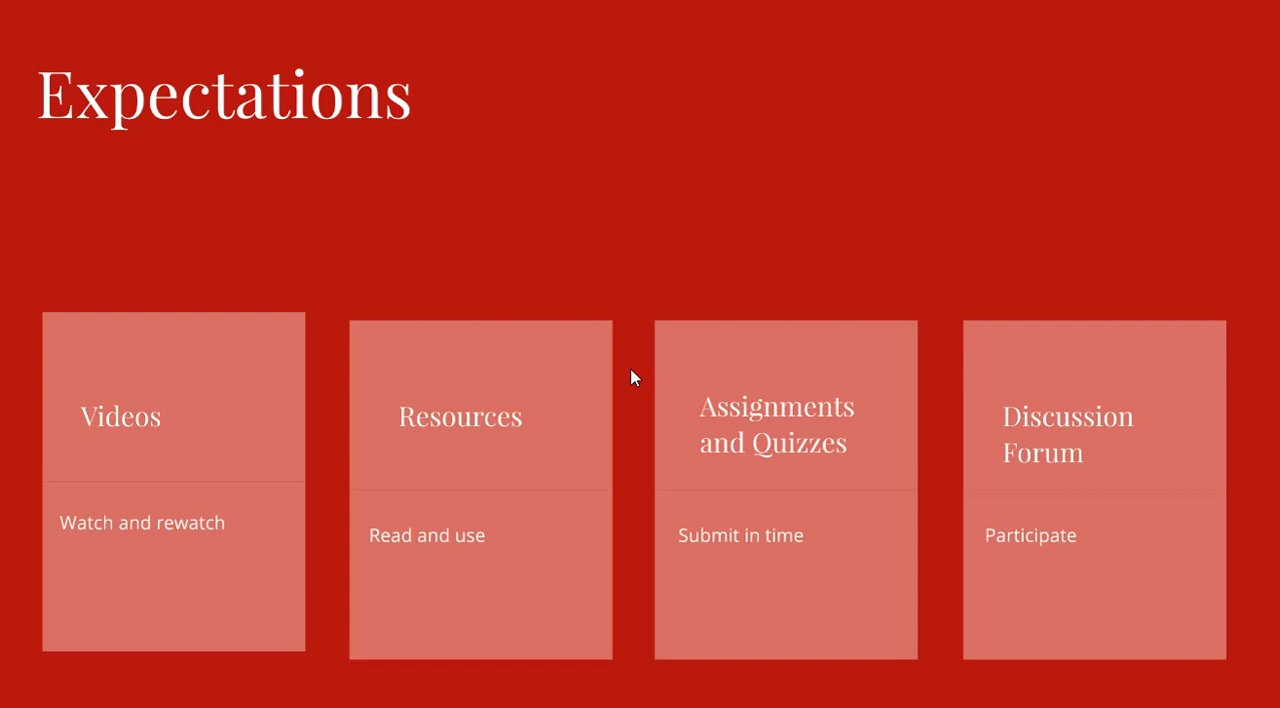 Expectations
Videos
Watch and rewatch
Resources
Read and use
Assignments
and Quizzes
Submit in time
Discussion
Forum
Participate